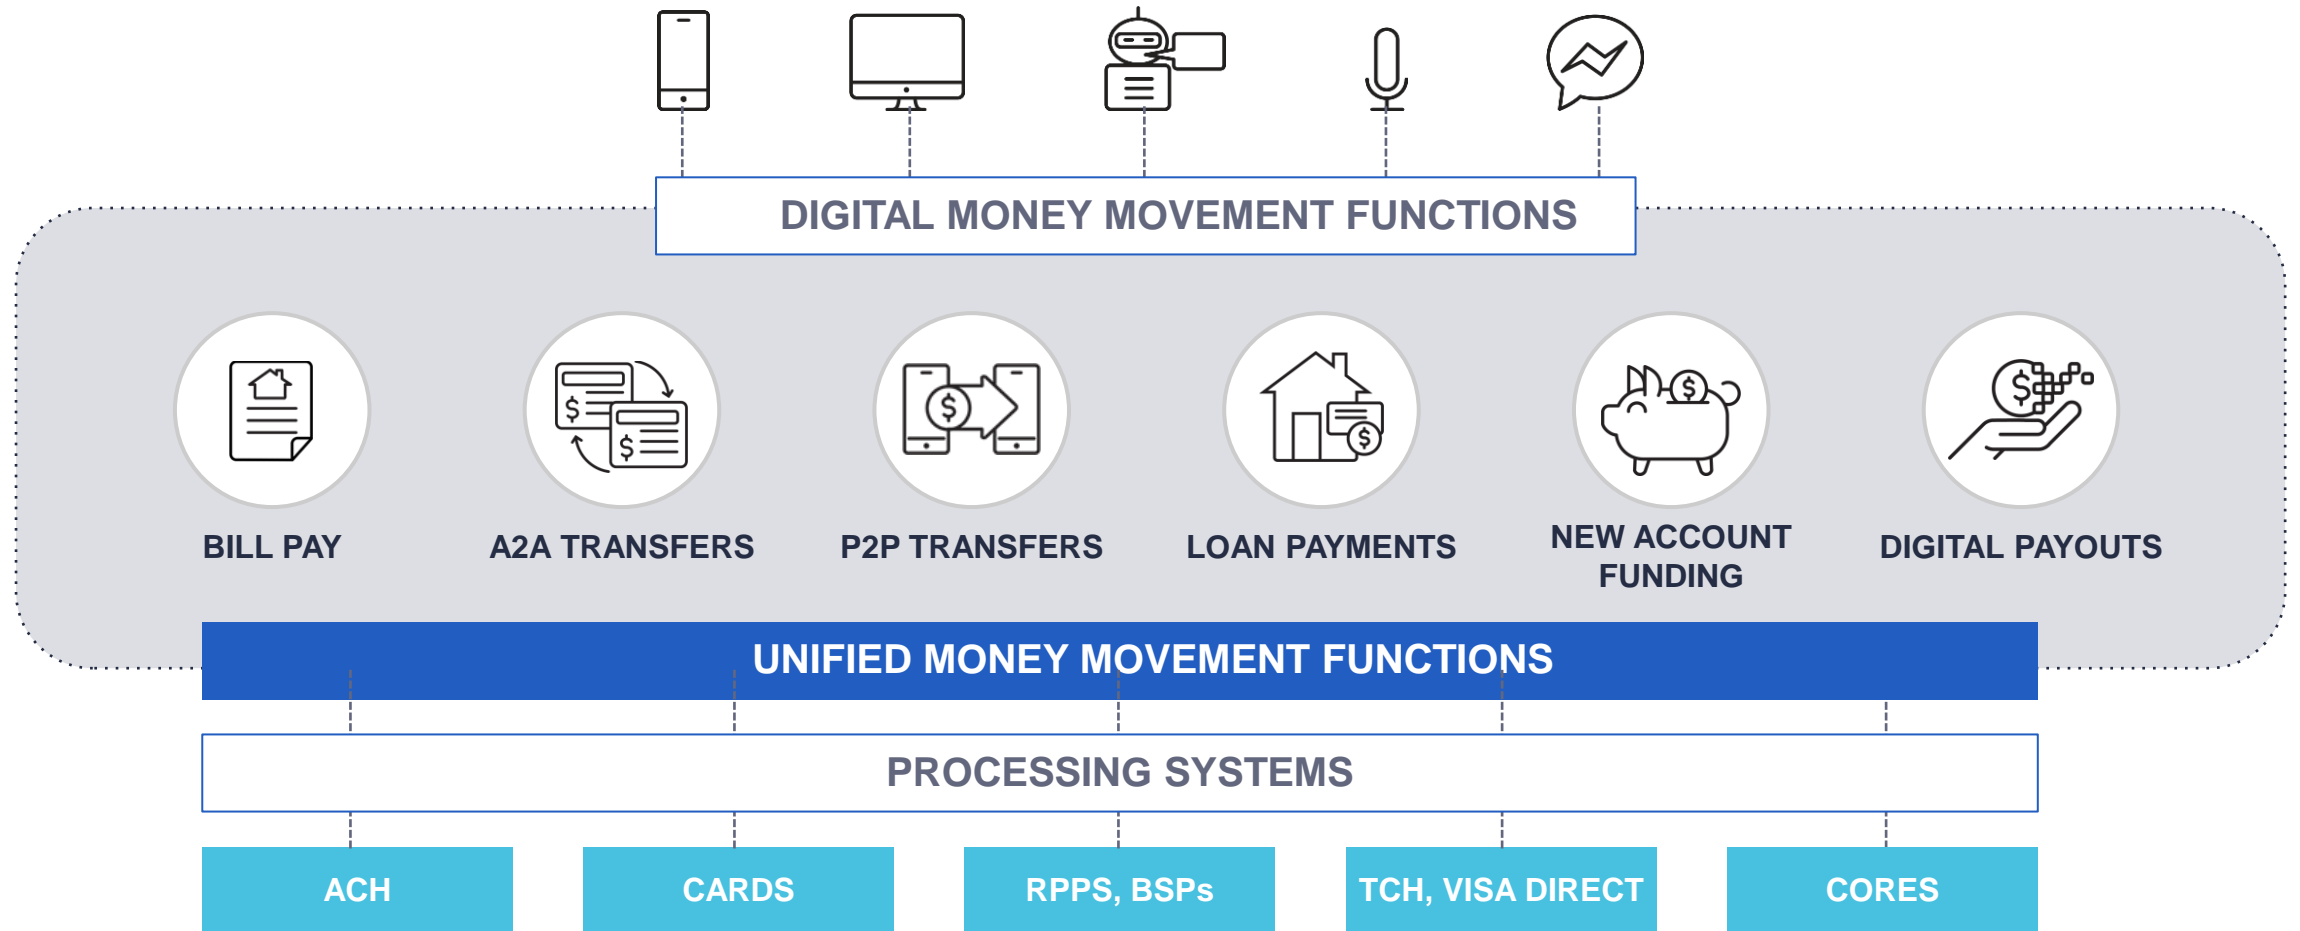 DIGITAL MONEY MOVEMENT FUNCTIONS
BILL PAY
A2A TRANSFERS
P2P TRANSFERS
LOAN PAYMENTS
NEW ACCOUNT
FUNDING
DIGITAL PAYOUTS
UNIFIED MONEY MOVEMENT FUNCTIONS
PROCESSING SYSTEMS
ACH
CARDS
RPPS, BSPs
TCH, VISA DIRECT
CORES